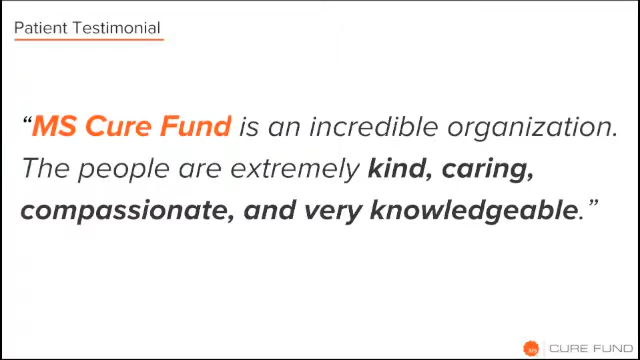 Patient Testimonial
“MS Cure Fund is an incredible organization.
The people are extremely kind, caring,
compassionate, and very knowledgeable.”
CURE FUND